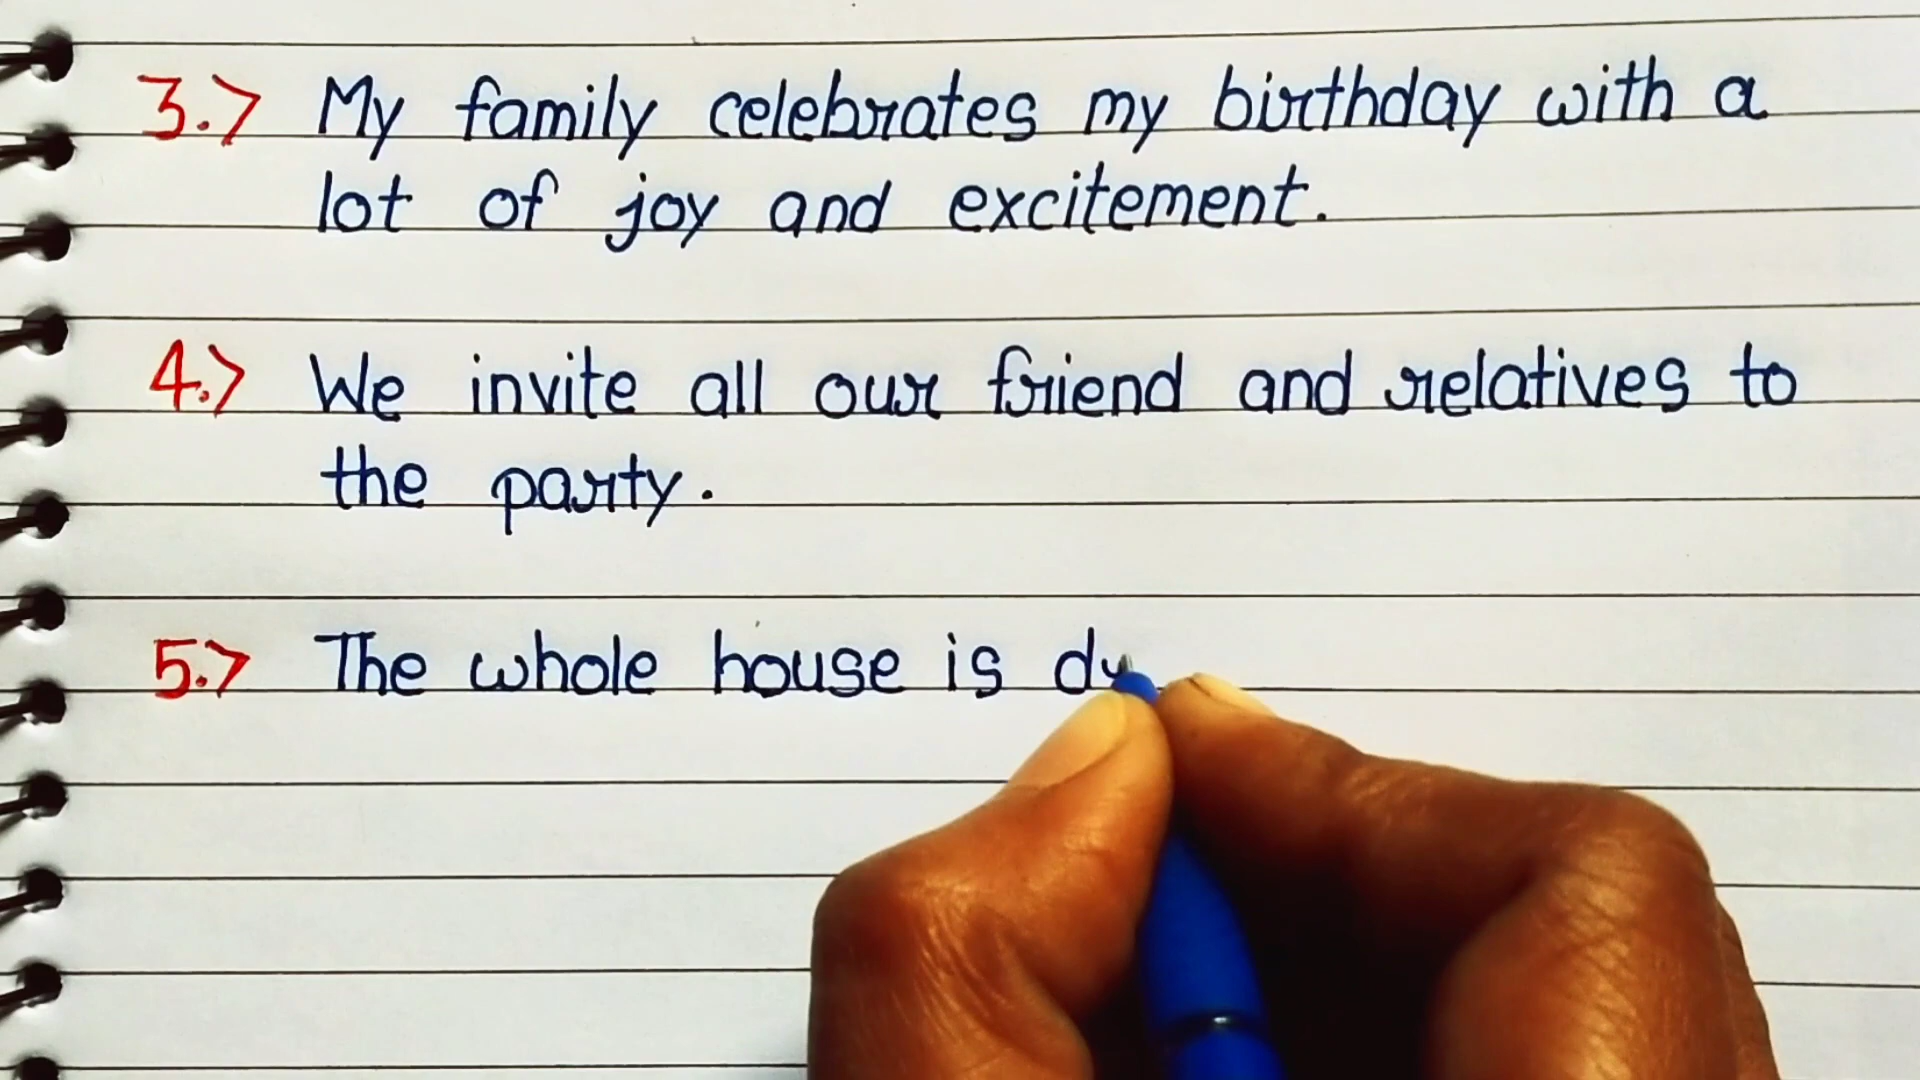 3.> My family celebrates my birthday with a
lot of joy and excitement.
4.> We invite all our friend and relatives to
the party.
5.> The whole house is